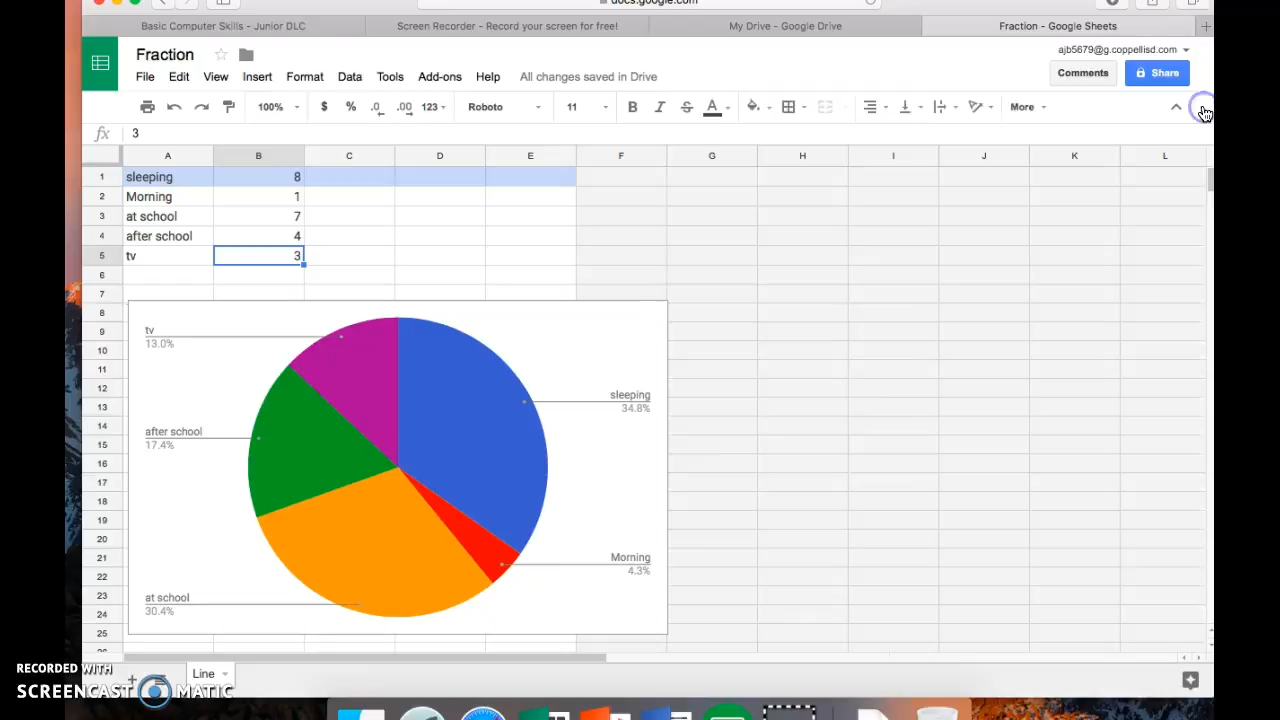 docs.google.com
Basic Computer Skills - Junior DLC
Screen Recorder - Record your screen for free!
My Drive - Google Drive
Fraction - Google Sheets
Fraction
ajb5679@g.coppellisd.com
File Edit View Insert Format Data Tools Add-ons Help All changes saved in Drive
Comments
Share
100% $ % .0 .00 123 Roboto 11 B I S A More
fx 3
A B C D E F G H I J K L
1 sleeping 8
2 Morning 1
3 at school 7
4 after school 4
5 tv 3
6
7
8
9
10
11
12
13
14
15
16
17
18
19
20
21
22
23
24
25
tv
13.0%
sleeping
34.8%
after school
17.4%
Morning
4.3%
at school
30.4%
Line
RECORDED WITH
SCREENCAST MATIC